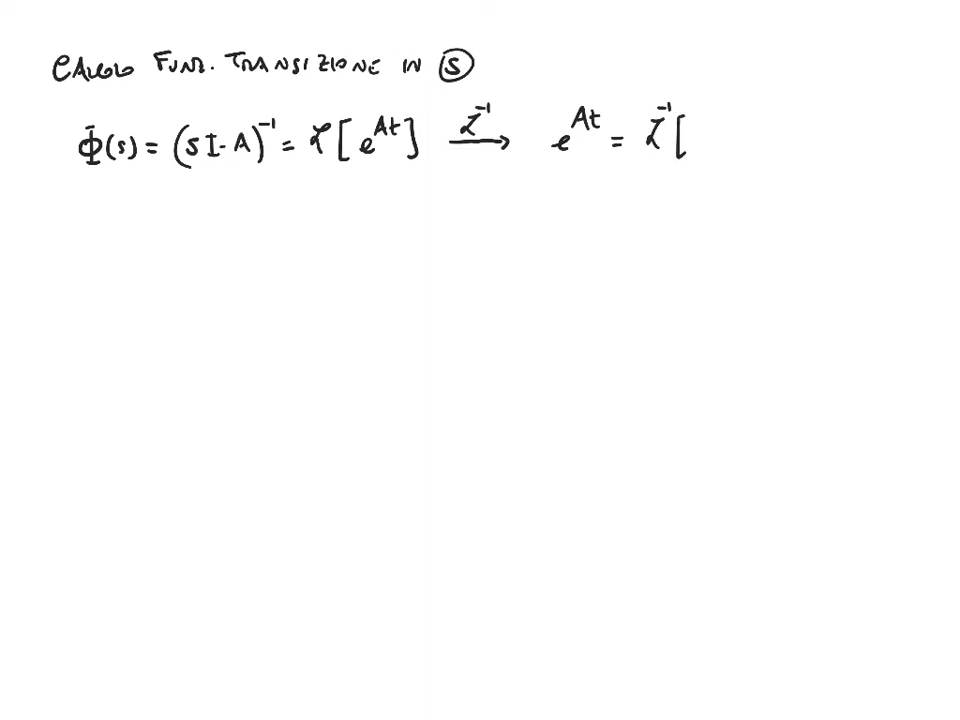 CALCOLO FUNZ. TRANSIZIONE IN S
Φ(s) = (sI - A)⁻¹ = ℒ[e^{At}] ℒ⁻¹ → e^{At} = ℒ⁻¹[